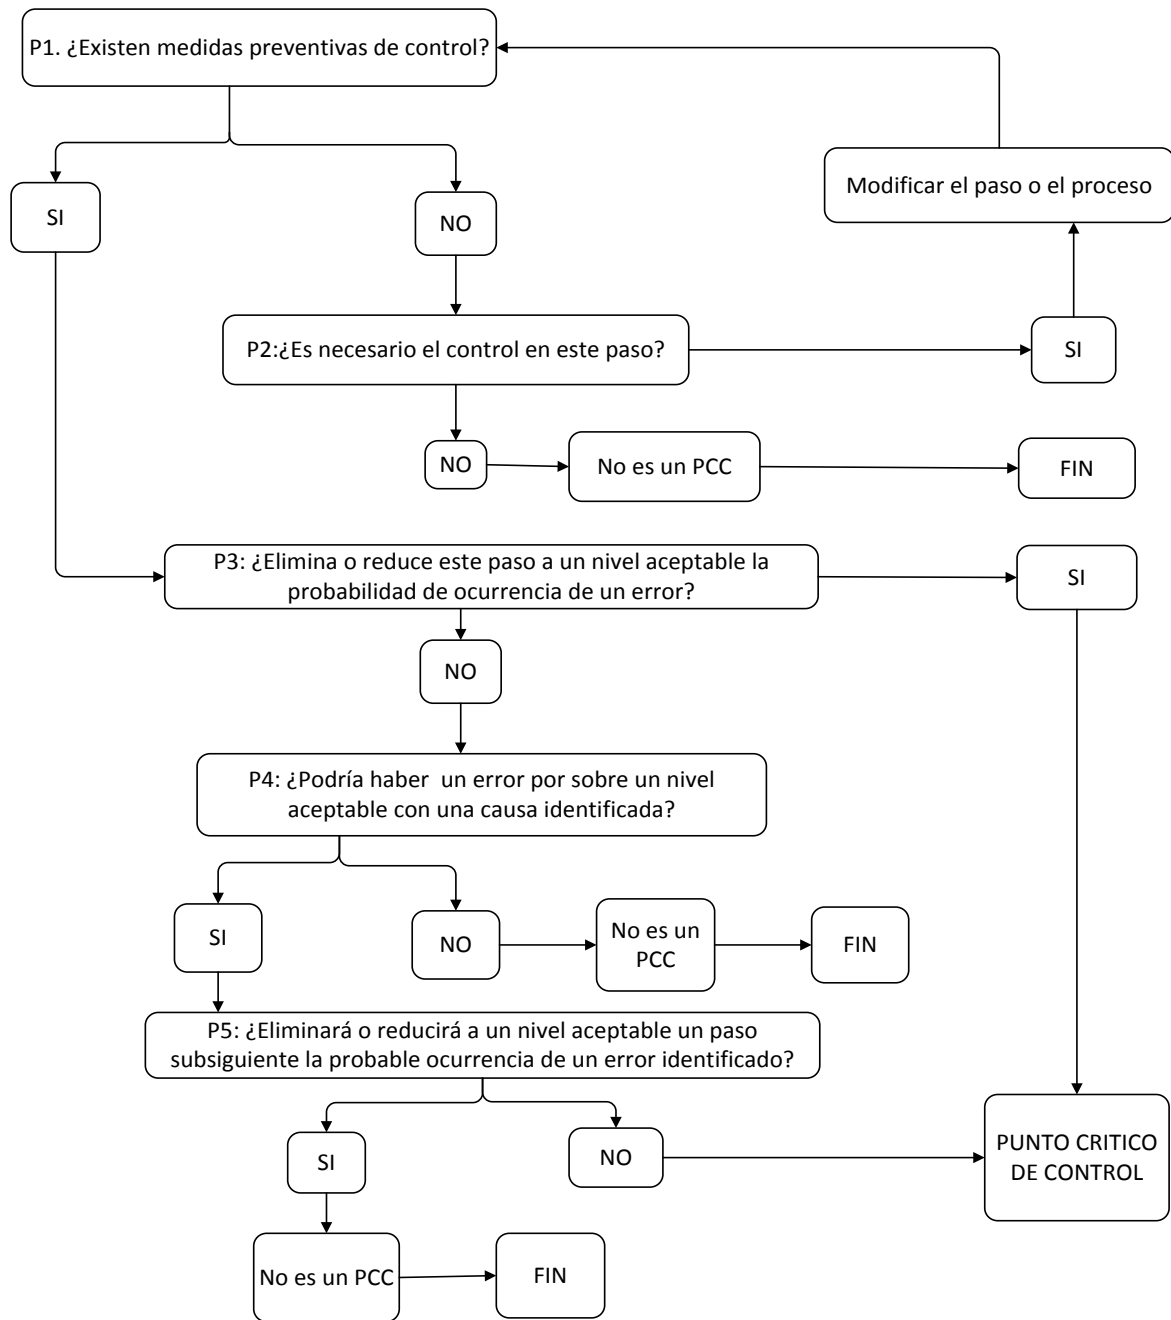 P1. ¿Existen medidas preventivas de control?
Modificar el paso o el proceso
SI
NO
P2:¿Es necesario el control en este paso?
SI
NO
No es un PCC
FIN
P3: ¿Elimina o reduce este paso a un nivel aceptable la
probabilidad de ocurrencia de un error?
SI
NO
P4: ¿Podría haber  un error por sobre un nivel
aceptable con una causa identificada?
SI
NO
No es un
PCC
FIN
P5: ¿Eliminará o reducirá a un nivel aceptable un paso
subsiguiente la probable ocurrencia de un error identificado?
SI
NO
PUNTO CRITICO
DE CONTROL
No es un PCC
FIN